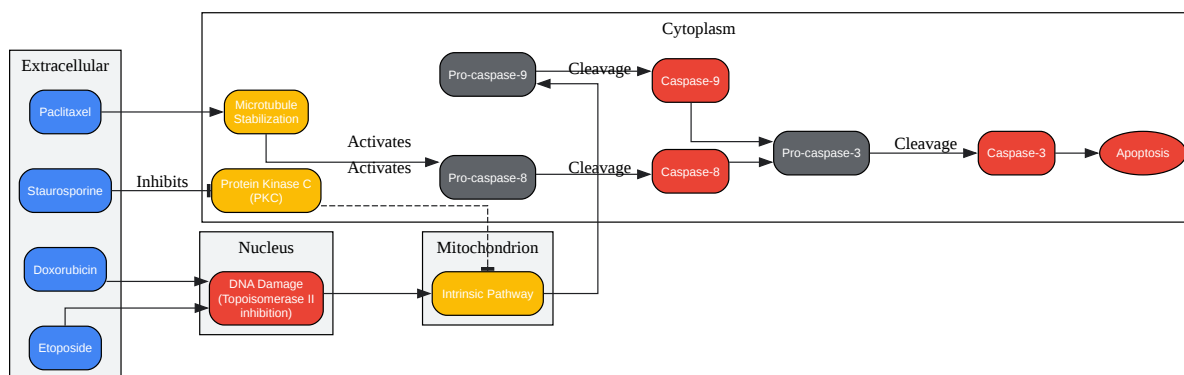 Cytoplasm
Extracellular
Pro-caspase-9
Cleavage
Caspase-9
Paclitaxel
Microtubule
Stabilization
Activates
Pro-caspase-3
Cleavage
Caspase-3
Apoptosis
Activates
Pro-caspase-8
Cleavage
Caspase-8
Staurosporine
Inhibits
Protein Kinase C
(PKC)
Nucleus
Mitochondrion
Doxorubicin
DNA Damage
(Topoisomerase II
inhibition)
Intrinsic Pathway
Etoposide